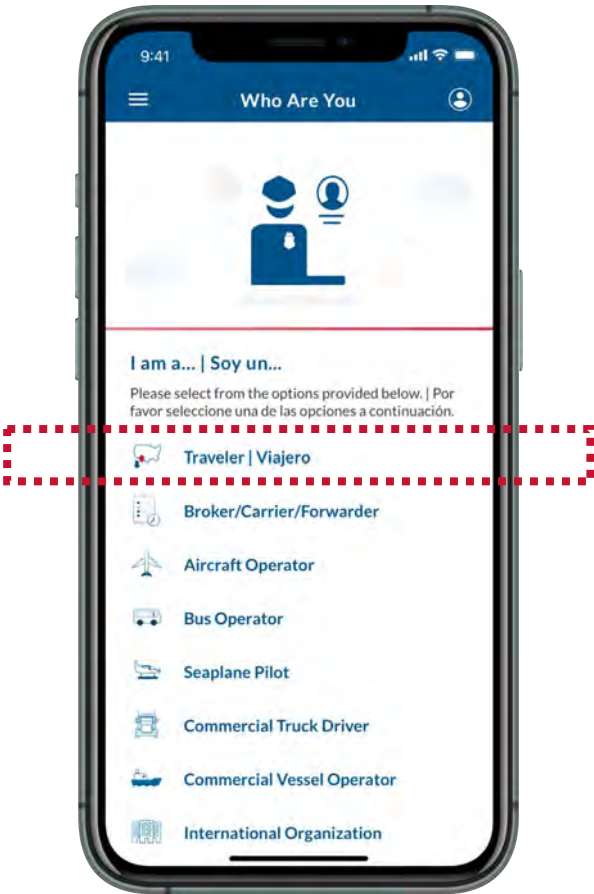 9:41
Who Are You
I am a... | Soy un...
Please select from the options provided below. | Por
favor seleccione una de las opciones a continuación.
Traveler | Viajero
Broker/Carrier/Forwarder
Aircraft Operator
Bus Operator
Seaplane Pilot
Commercial Truck Driver
Commercial Vessel Operator
International Organization